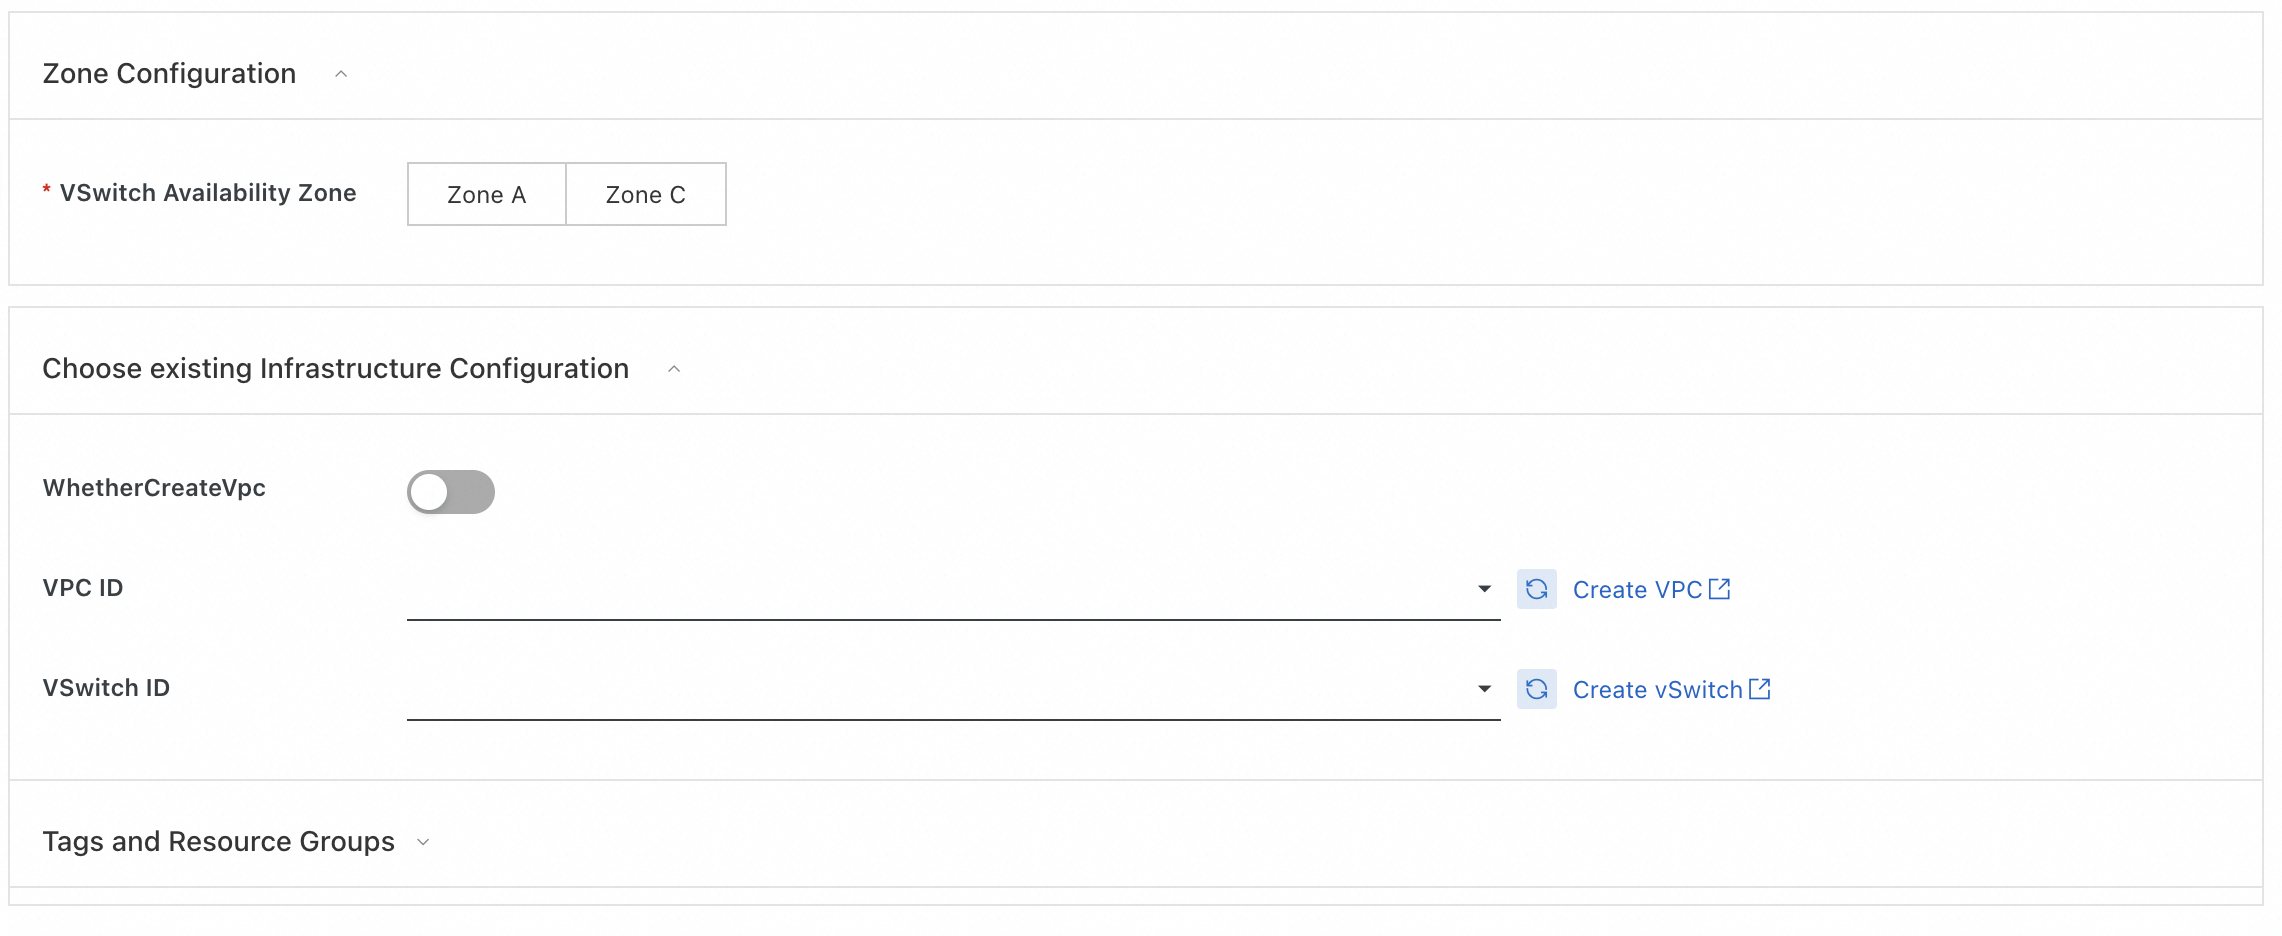 Zone Configuration
* VSwitch Availability Zone
Zone A
Zone C
Choose existing Infrastructure Configuration
WhetherCreateVpc
VPC ID
Create VPC
VSwitch ID
Create vSwitch
Tags and Resource Groups